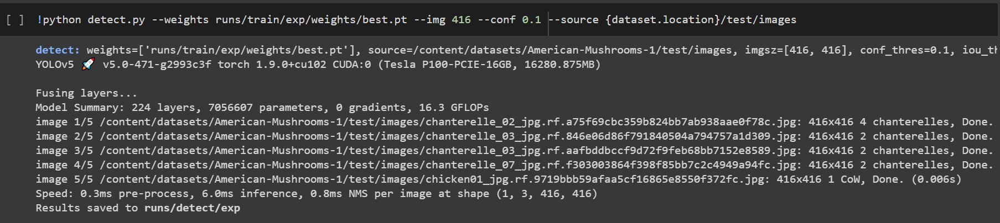 [ ] !python detect.py --weights runs/train/exp/weights/best.pt --img 416 --conf 0.1 --source {dataset.location}/test/images
detect: weights=['runs/train/exp/weights/best.pt'], source=/content/datasets/American-Mushrooms-1/test/images, imgsz=[416, 416], conf_thres=0.1, iou_th
YOLOv5 🚀 v5.0-471-g2993c3f torch 1.9.0+cu102 CUDA:0 (Tesla P100-PCIE-16GB, 16280.875MB)
Fusing layers...
Model Summary: 224 layers, 7056607 parameters, 0 gradients, 16.3 GFLOPs
image 1/5 /content/datasets/American-Mushrooms-1/test/images/chanterelle_02_jpg.rf.a75f69cbc359b824bb7ab938aae0f78c.jpg: 416x416 4 chanterelles, Done.
image 2/5 /content/datasets/American-Mushrooms-1/test/images/chanterelle_03_jpg.rf.846e06d86f791840504a794757a1d309.jpg: 416x416 2 chanterelles, Done.
image 3/5 /content/datasets/American-Mushrooms-1/test/images/chanterelle_03_jpg.rf.aafbddbccf9d72f9feb68bb7152e8589.jpg: 416x416 2 chanterelles, Done.
image 4/5 /content/datasets/American-Mushrooms-1/test/images/chanterelle_07_jpg.rf.f303003864f398f85bb7c2c4949a94fc.jpg: 416x416 2 chanterelles, Done.
image 5/5 /content/datasets/American-Mushrooms-1/test/images/chicken01_jpg.rf.9719bbb59afaa5cf16865e8550f372fc.jpg: 416x416 1 CoW, Done. (0.006s)
Speed: 0.3ms pre-process, 6.0ms inference, 0.8ms NMS per image at shape (1, 3, 416, 416)
Results saved to runs/detect/exp